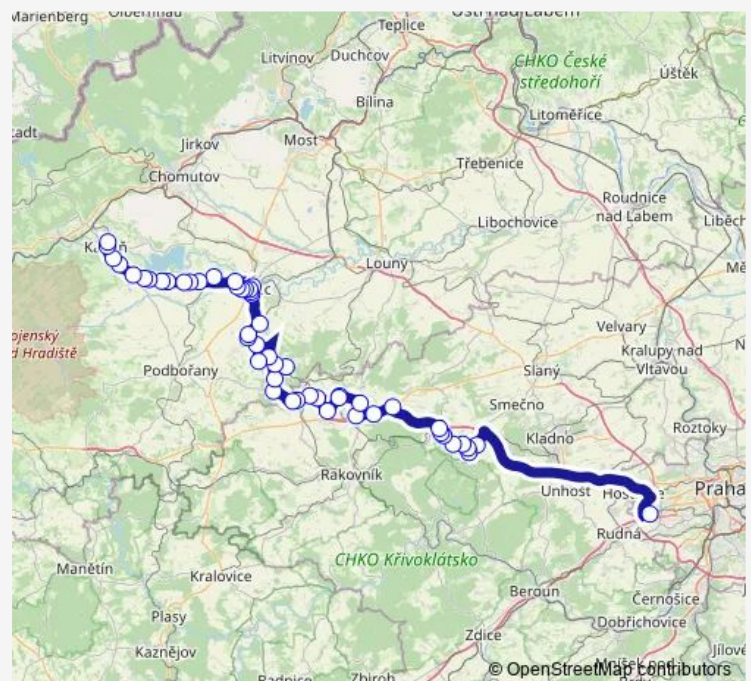 Marienberg
Teplice
Litvínov
Duchcov
CHKO České
středohoří
Úštěk
Bílina
Litoměřice
Jirkov
Most
Třebenice
Chomutov
Roudnice
nad Labem
Libochovice
Louny
Velvary
Podbořany
Slaný
Kralupy nad
Vltavou
Smečno
Roztoky
Kladno
Rakovník
Unhošť
Praha
Rudná
CHKO Křivoklátsko
Manětín
Kralovice
Beroun
Černošice
Plasy
Dobřichovice
Zdice
Kaznějov
© OpenStreetMap contributors